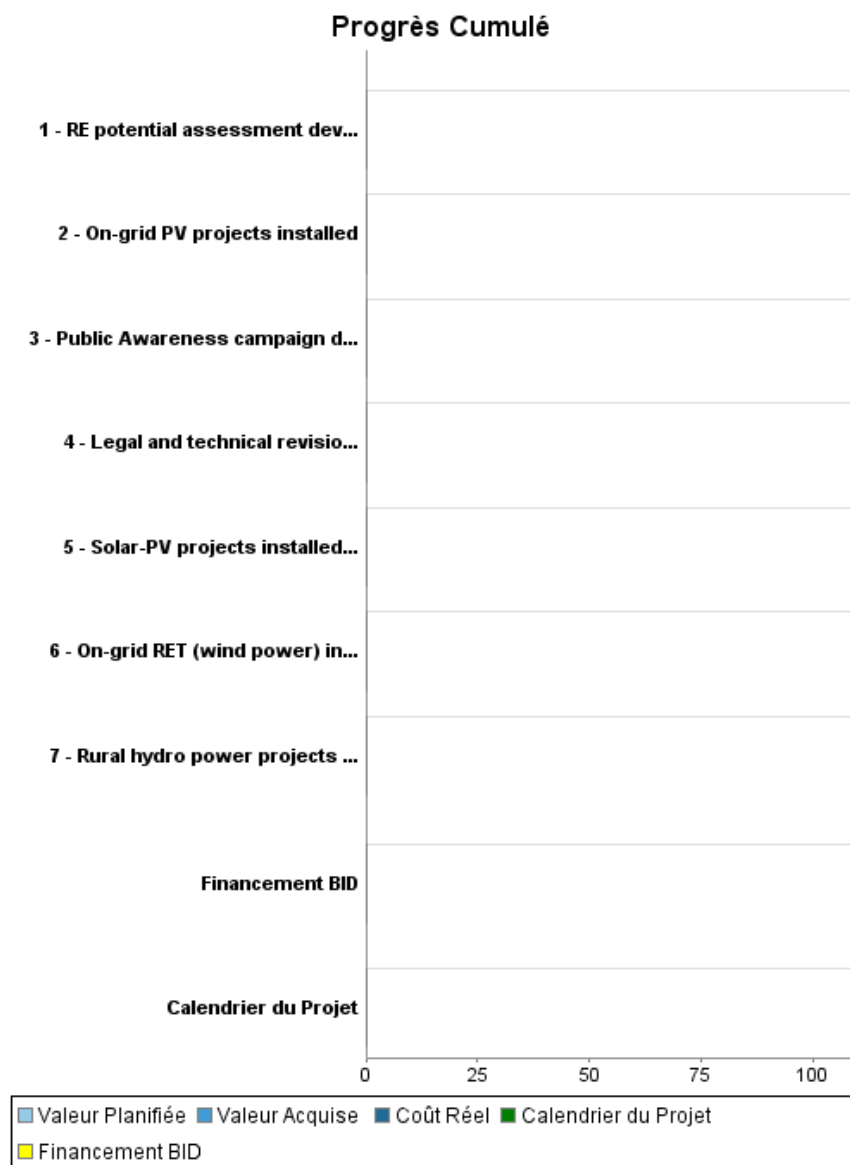 Progrès Cumulé
1 - RE potential assessment dev...
2 - On-grid PV projects installed
3 - Public Awareness campaign d...
4 - Legal and technical revisio...
5 - Solar-PV projects installed...
6 - On-grid RET (wind power) in...
7 - Rural hydro power projects ...
Financement BID
Calendrier du Projet
0 25 50 75 100
Valeur Planifiée Valeur Acquise Coût Réel Calendrier du Projet
Financement BID